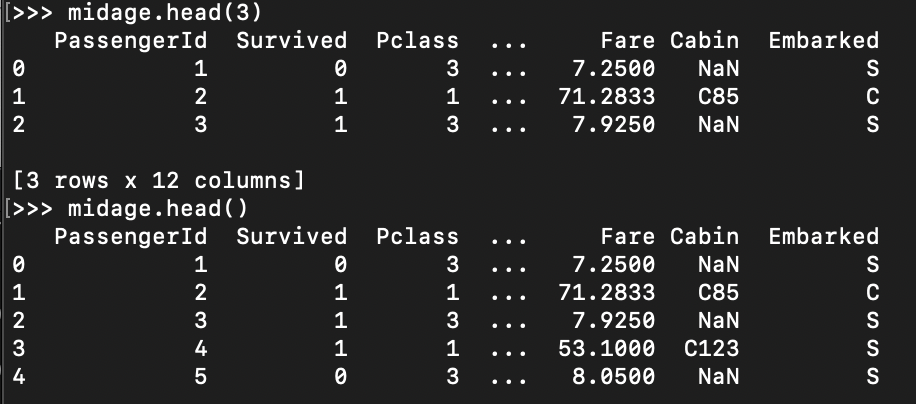 [>>> midage.head(3)
   PassengerId  Survived  Pclass  ...     Fare Cabin  Embarked
0            1         0       3  ...   7.2500   NaN         S
1            2         1       1  ...  71.2833   C85         C
2            3         1       3  ...   7.9250   NaN         S
[3 rows x 12 columns]
[>>> midage.head()
   PassengerId  Survived  Pclass  ...     Fare Cabin  Embarked
0            1         0       3  ...   7.2500   NaN         S
1            2         1       1  ...  71.2833   C85         C
2            3         1       3  ...   7.9250   NaN         S
3            4         1       1  ...  53.1000  C123         S
4            5         0       3  ...   8.0500   NaN         S